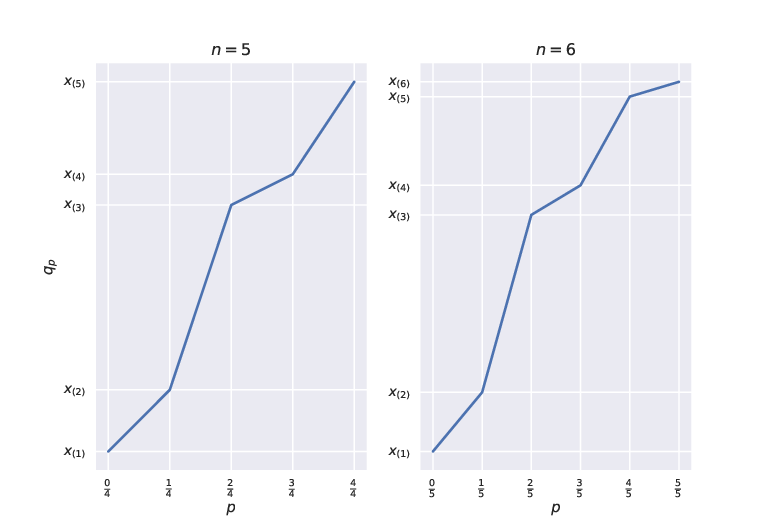 n = 5
x(5)
x(4)
x(3)
x(2)
x(1)
qp
0/4 1/4 2/4 3/4 4/4
p
n = 6
x(6)
x(5)
x(4)
x(3)
x(2)
x(1)
0/5 1/5 2/5 3/5 4/5 5/5
p